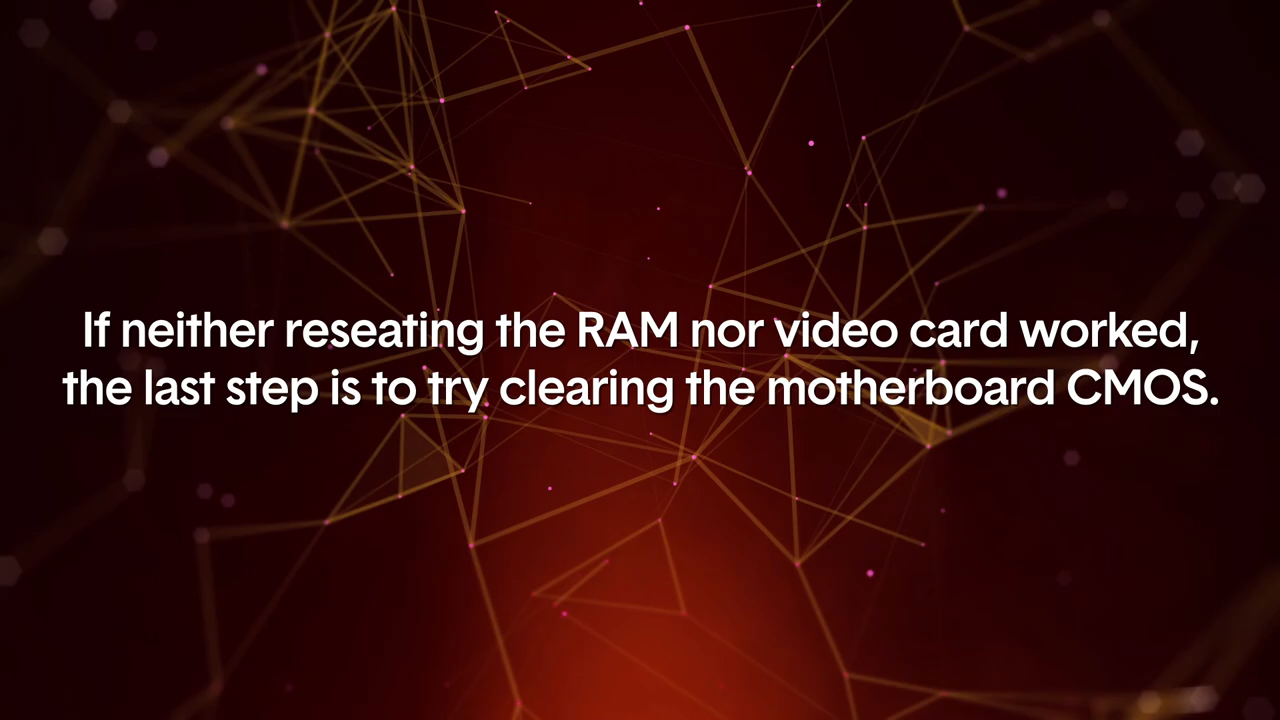 If neither reseating the RAM nor video card worked,
the last step is to try clearing the motherboard CMOS.